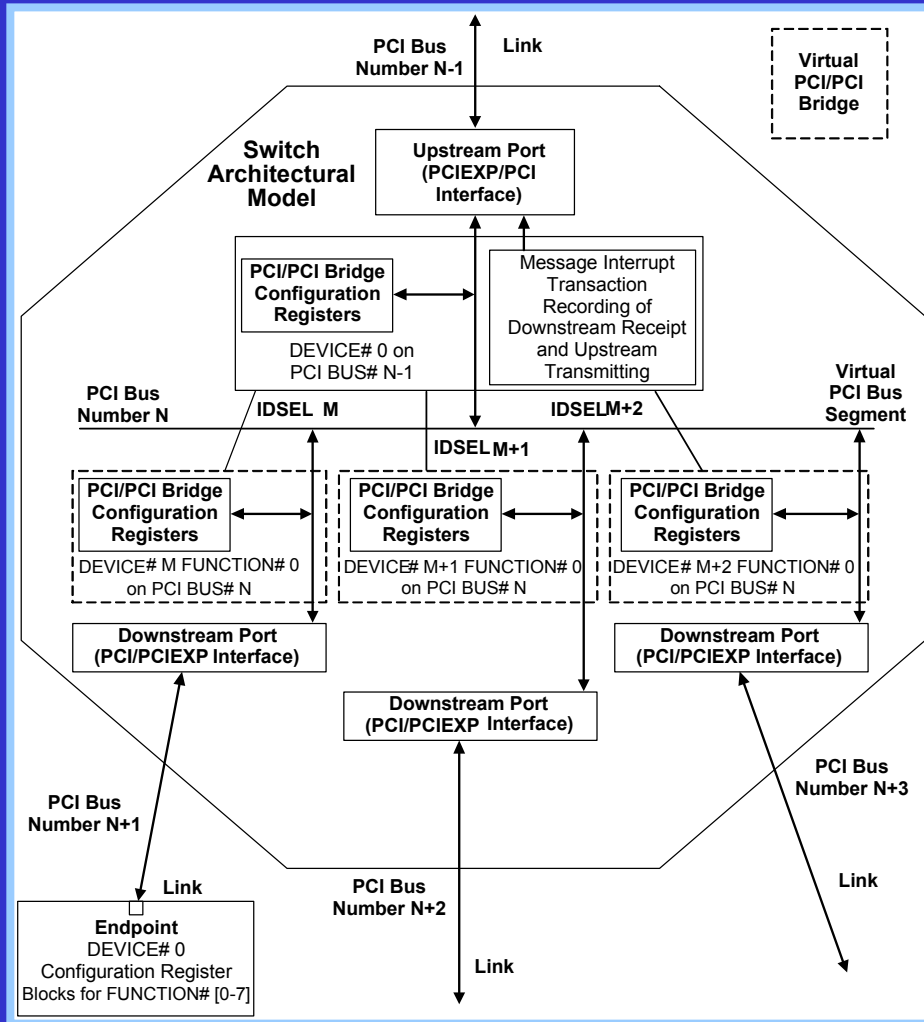 PCI Bus
Number N-1
Link
Virtual
PCI/PCI
Bridge
Switch
Architectural
Model
Upstream Port
(PCIEXP/PCI
Interface)
PCI/PCI Bridge
Configuration
Registers
DEVICE# 0 on
PCI BUS# N-1
Message Interrupt
Transaction
Recording of
Downstream Receipt
and Upstream
Transmitting
PCI Bus
Number N
IDSEL M
IDSEL M+1
IDSEL M+2
Virtual
PCI Bus
Segment
PCI/PCI Bridge
Configuration
Registers
DEVICE# M FUNCTION# 0
on PCI BUS# N
PCI/PCI Bridge
Configuration
Registers
DEVICE# M+1 FUNCTION# 0
on PCI BUS# N
PCI/PCI Bridge
Configuration
Registers
DEVICE# M+2 FUNCTION# 0
on PCI BUS# N
Downstream Port
(PCI/PCIEXP Interface)
Downstream Port
(PCI/PCIEXP Interface)
Downstream Port
(PCI/PCIEXP Interface)
PCI Bus
Number N+1
Link
PCI Bus
Number N+2
Link
PCI Bus
Number N+3
Link
Endpoint
DEVICE# 0
Configuration Register
Blocks for FUNCTION# [0-7]